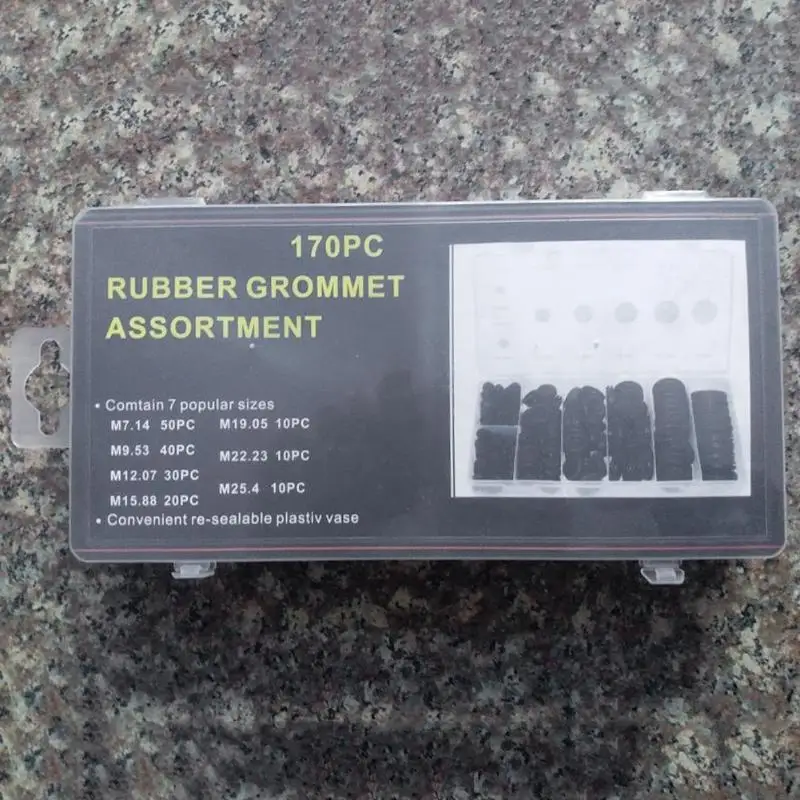 170PC
RUBBER GROMMET
ASSORTMENT
• Comtain 7 popular sizes
M7.14 50PC M19.05 10PC
M9.53 40PC
M22.23 10PC
M12.07 30PC
M25.4 10PC
M15.88 20PC
• Convenient re-sealable plastiv vase